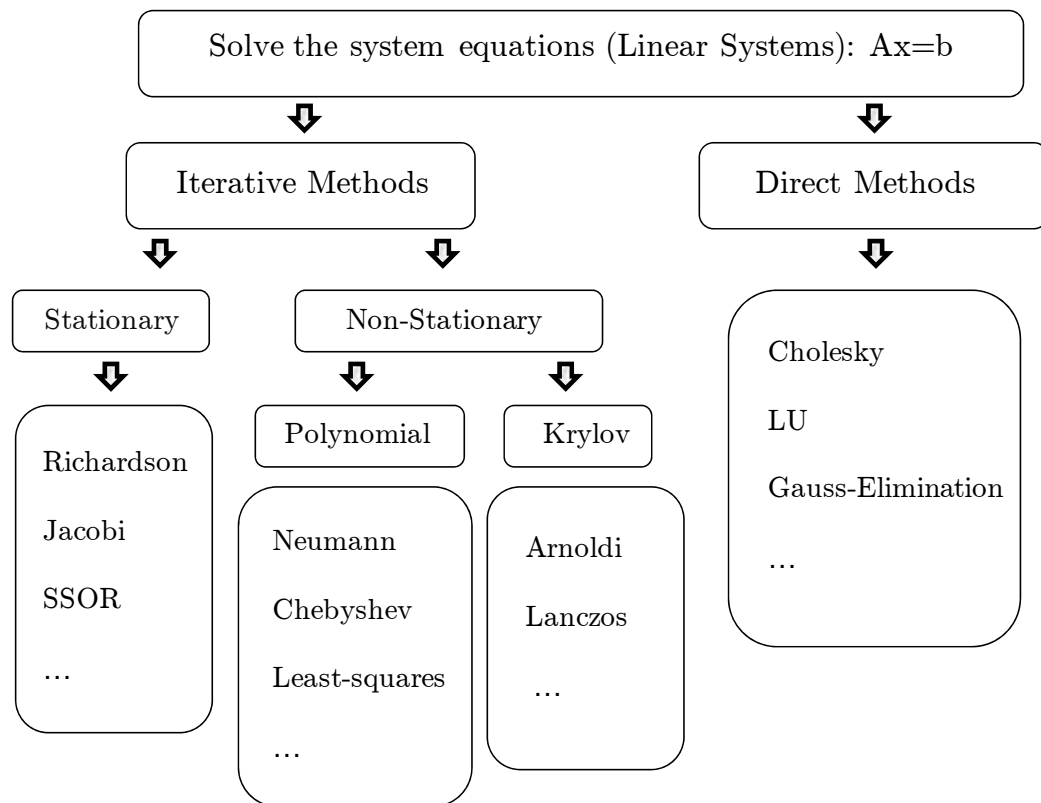 Solve the system equations (Linear Systems): Ax=b
Iterative Methods
Direct Methods
Stationary
Non-Stationary
Polynomial
Krylov
Richardson
Jacobi
SSOR
...
Neumann
Chebyshev
Least-squares
...
Arnoldi
Lanczos
...
Cholesky
LU
Gauss-Elimination
...